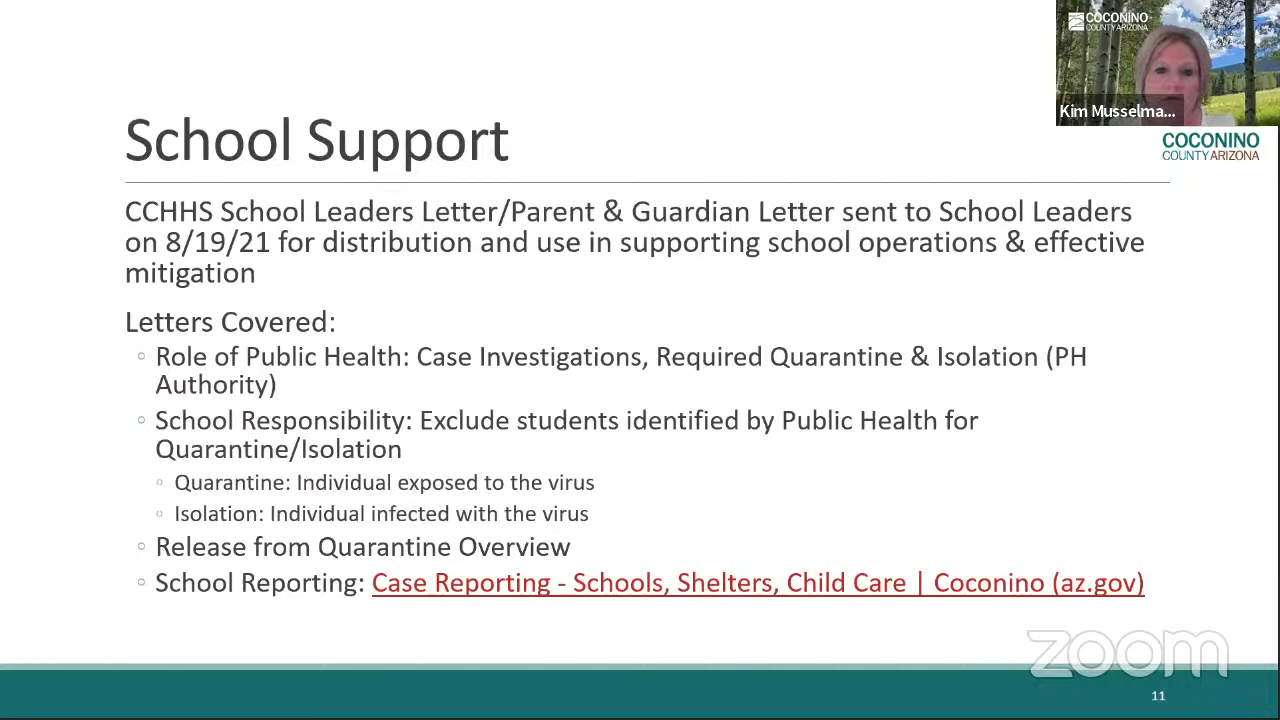 COCONINO
COUNTY ARIZONA
Kim Musselma...
COCONINO
COUNTY ARIZONA
School Support
CCHHS School Leaders Letter/Parent & Guardian Letter sent to School Leaders
on 8/19/21 for distribution and use in supporting school operations & effective
mitigation
Letters Covered:
◦ Role of Public Health: Case Investigations, Required Quarantine & Isolation (PH
Authority)
◦ School Responsibility: Exclude students identified by Public Health for
Quarantine/Isolation
◦ Quarantine: Individual exposed to the virus
◦ Isolation: Individual infected with the virus
◦ Release from Quarantine Overview
◦ School Reporting: Case Reporting - Schools, Shelters, Child Care | Coconino (az.gov)
zoom
11